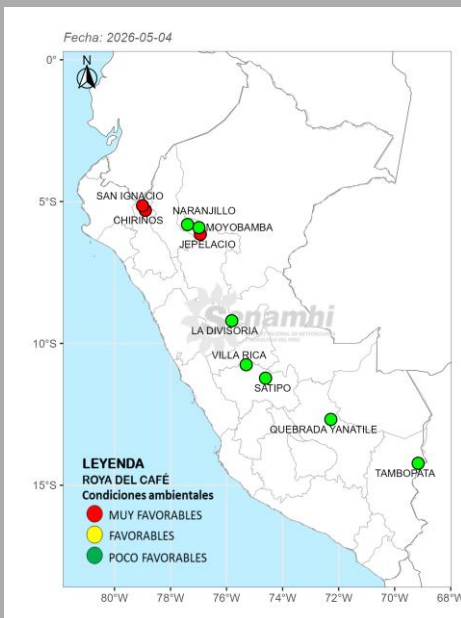 Fecha: 2026-05-04
N
0°
SAN IGNACIO
5°S
NARANJILLO
CHIRINOS
MOYOBAMBA
JEPELACIO
Senamhi
LA DIVISORIA
10°S
VILLA RICA
SATIPO
QUEBRADA YANATILE
TAMBOPATA
15°S
LEYENDA
ROYA DEL CAFÉ
Condiciones ambientales
MUY FAVORABLES
FAVORABLES
POCO FAVORABLES
80°W 78°W 76°W 74°W 72°W 70°W 68°W